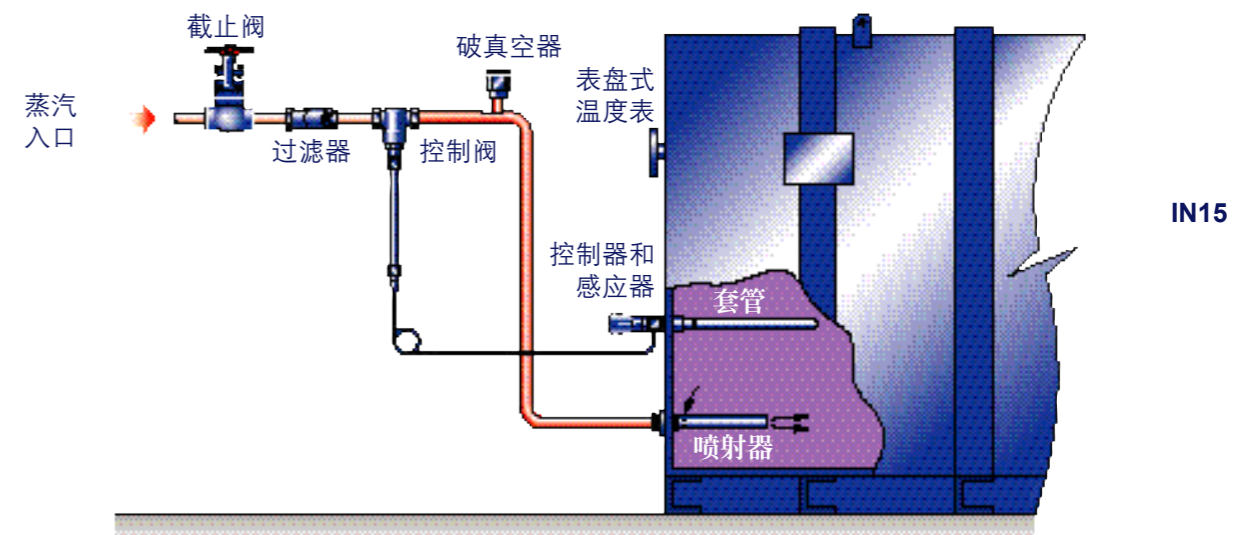 截止阀
破真空器
蒸汽
入口
表盘式
温度表
过滤器
控制阀
IN15
控制器和
感应器
套管
喷射器